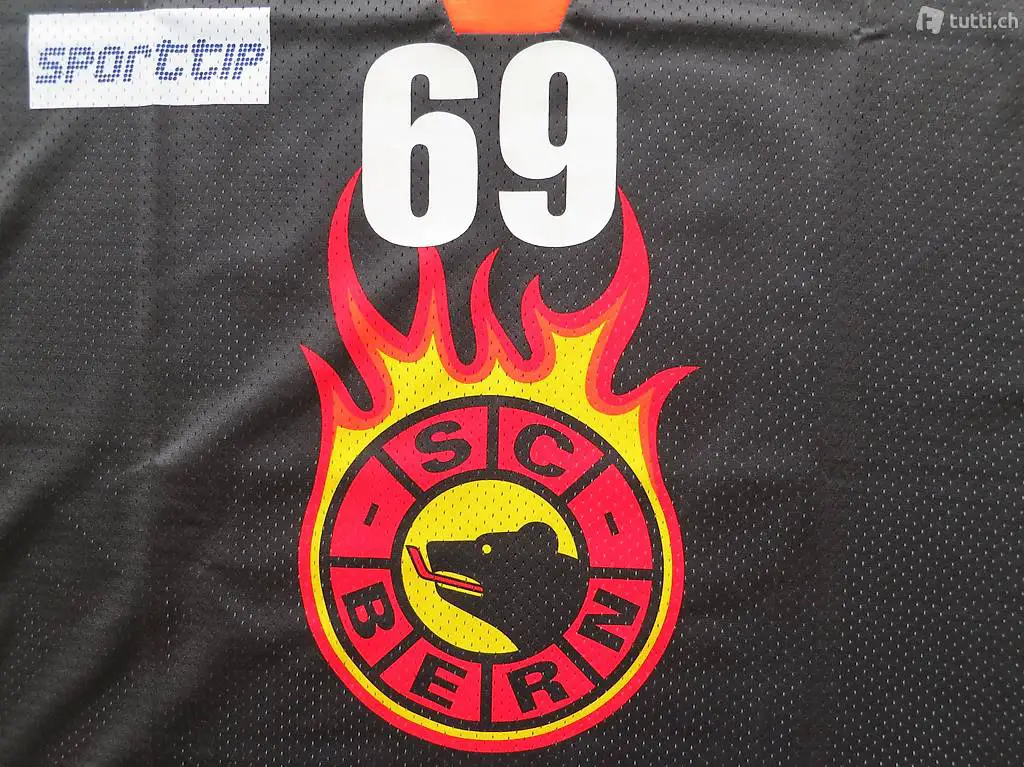 sporttip
tutti.ch
69
- SC -
BERN